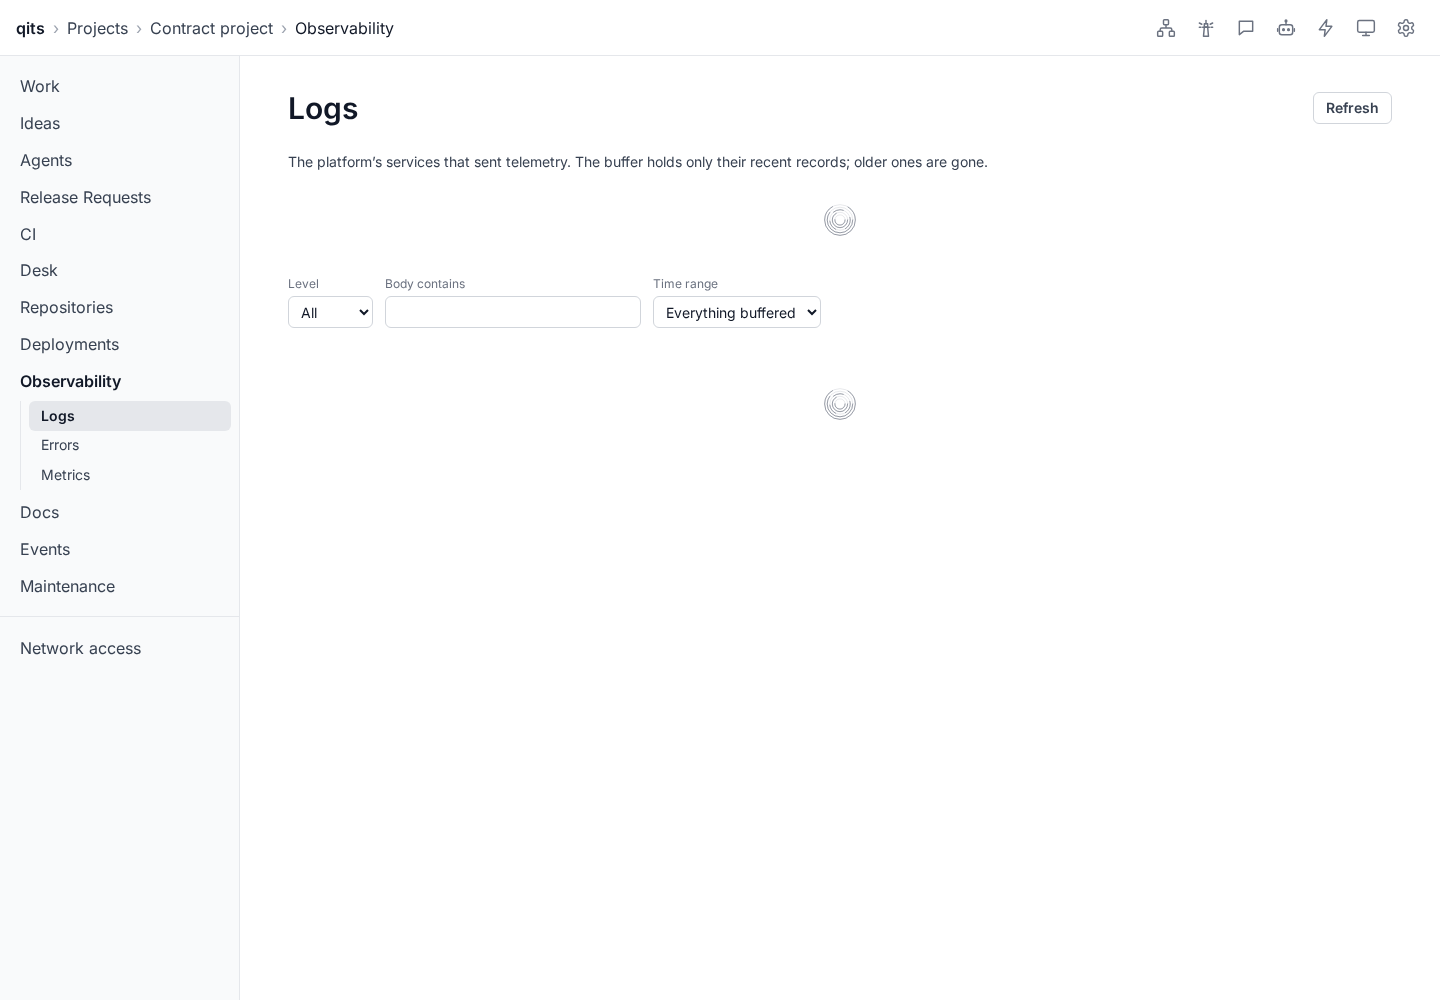 qits › Projects › Contract project › Observability
Work
Ideas
Agents
Release Requests
CI
Desk
Repositories
Deployments
Observability
Logs
Errors
Metrics
Docs
Events
Maintenance
Network access
Logs
Refresh
The platform’s services that sent telemetry. The buffer holds only their recent records; older ones are gone.
Level Body contains Time range
All Everything buffered